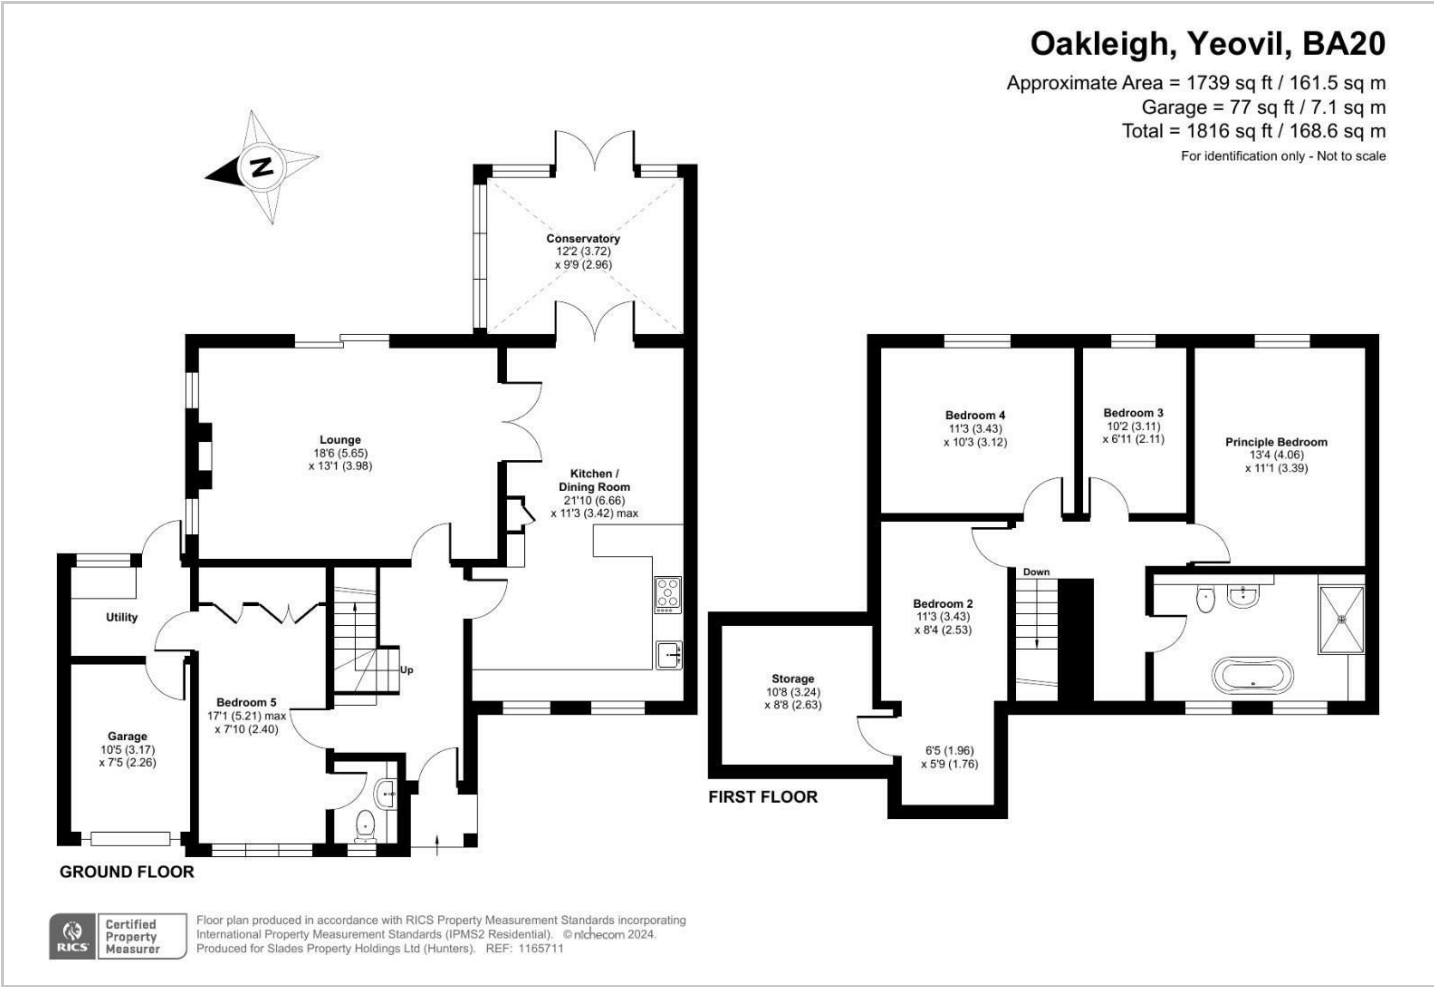 Oakleigh, Yeovil, BA20
Approximate Area = 1739 sq ft / 161.5 sq m
Garage = 77 sq ft / 7.1 sq m
Total = 1816 sq ft / 168.6 sq m
For identification only - Not to scale
N
Conservatory
12'2 (3.72)
x 9'9 (2.96)
Lounge
18'6 (5.65)
x 13'1 (3.98)
Kitchen /
Dining Room
21'10 (6.66)
x 11'3 (3.42) max
Utility
Up
Bedroom 5
17'1 (5.21) max
x 7'10 (2.40)
Garage
10'5 (3.17)
x 7'5 (2.26)
GROUND FLOOR
Bedroom 4
11'3 (3.43)
x 10'3 (3.12)
Bedroom 3
10'2 (3.11)
x 6'11 (2.11)
Principle Bedroom
13'4 (4.06)
x 11'1 (3.39)
Down
Bedroom 2
11'3 (3.43)
x 8'4 (2.53)
Storage
10'8 (3.24)
x 8'8 (2.63)
6'5 (1.96)
x 5'9 (1.76)
FIRST FLOOR
RICS
Certified
Property
Measurer
Floor plan produced in accordance with RICS Property Measurement Standards incorporating
International Property Measurement Standards (IPMS2 Residential). © nichecom 2024.
Produced for Slades Property Holdings Ltd (Hunters). REF: 1165711